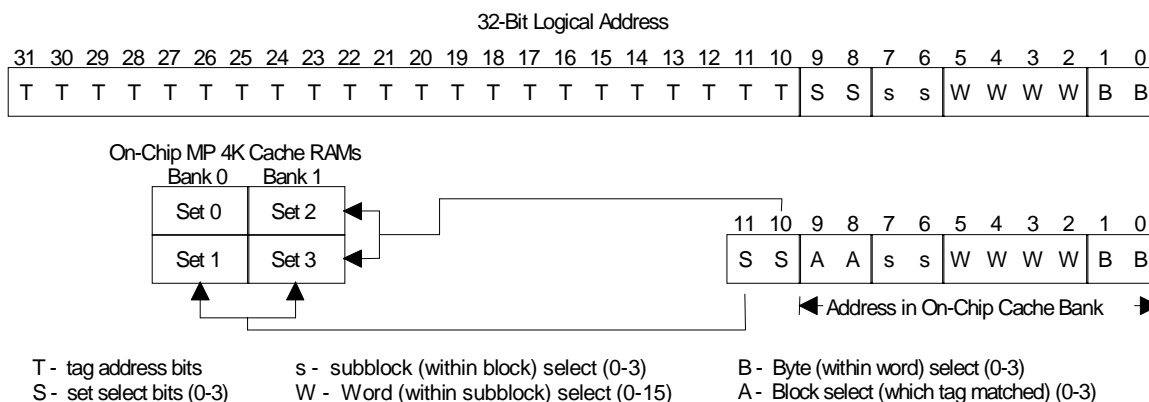 32-Bit Logical Address
31 30 29 28 27 26 25 24 23 22 21 20 19 18 17 16 15 14 13 12 11 10 9 8 7 6 5 4 3 2 1 0
T T T T T T T T T T T T T T T T T T T T T T S S s s W W W W B B
On-Chip MP 4K Cache RAMs
Bank 0 Bank 1
Set 0 Set 2
11 10 9 8 7 6 5 4 3 2 1 0
Set 1 Set 3 S S A A s s W W W W B B
Address in On-Chip Cache Bank
T - tag address bits s - subblock (within block) select (0-3) B - Byte (within word) select (0-3)
S - set select bits (0-3) W - Word (within subblock) select (0-15) A - Block select (which tag matched) (0-3)